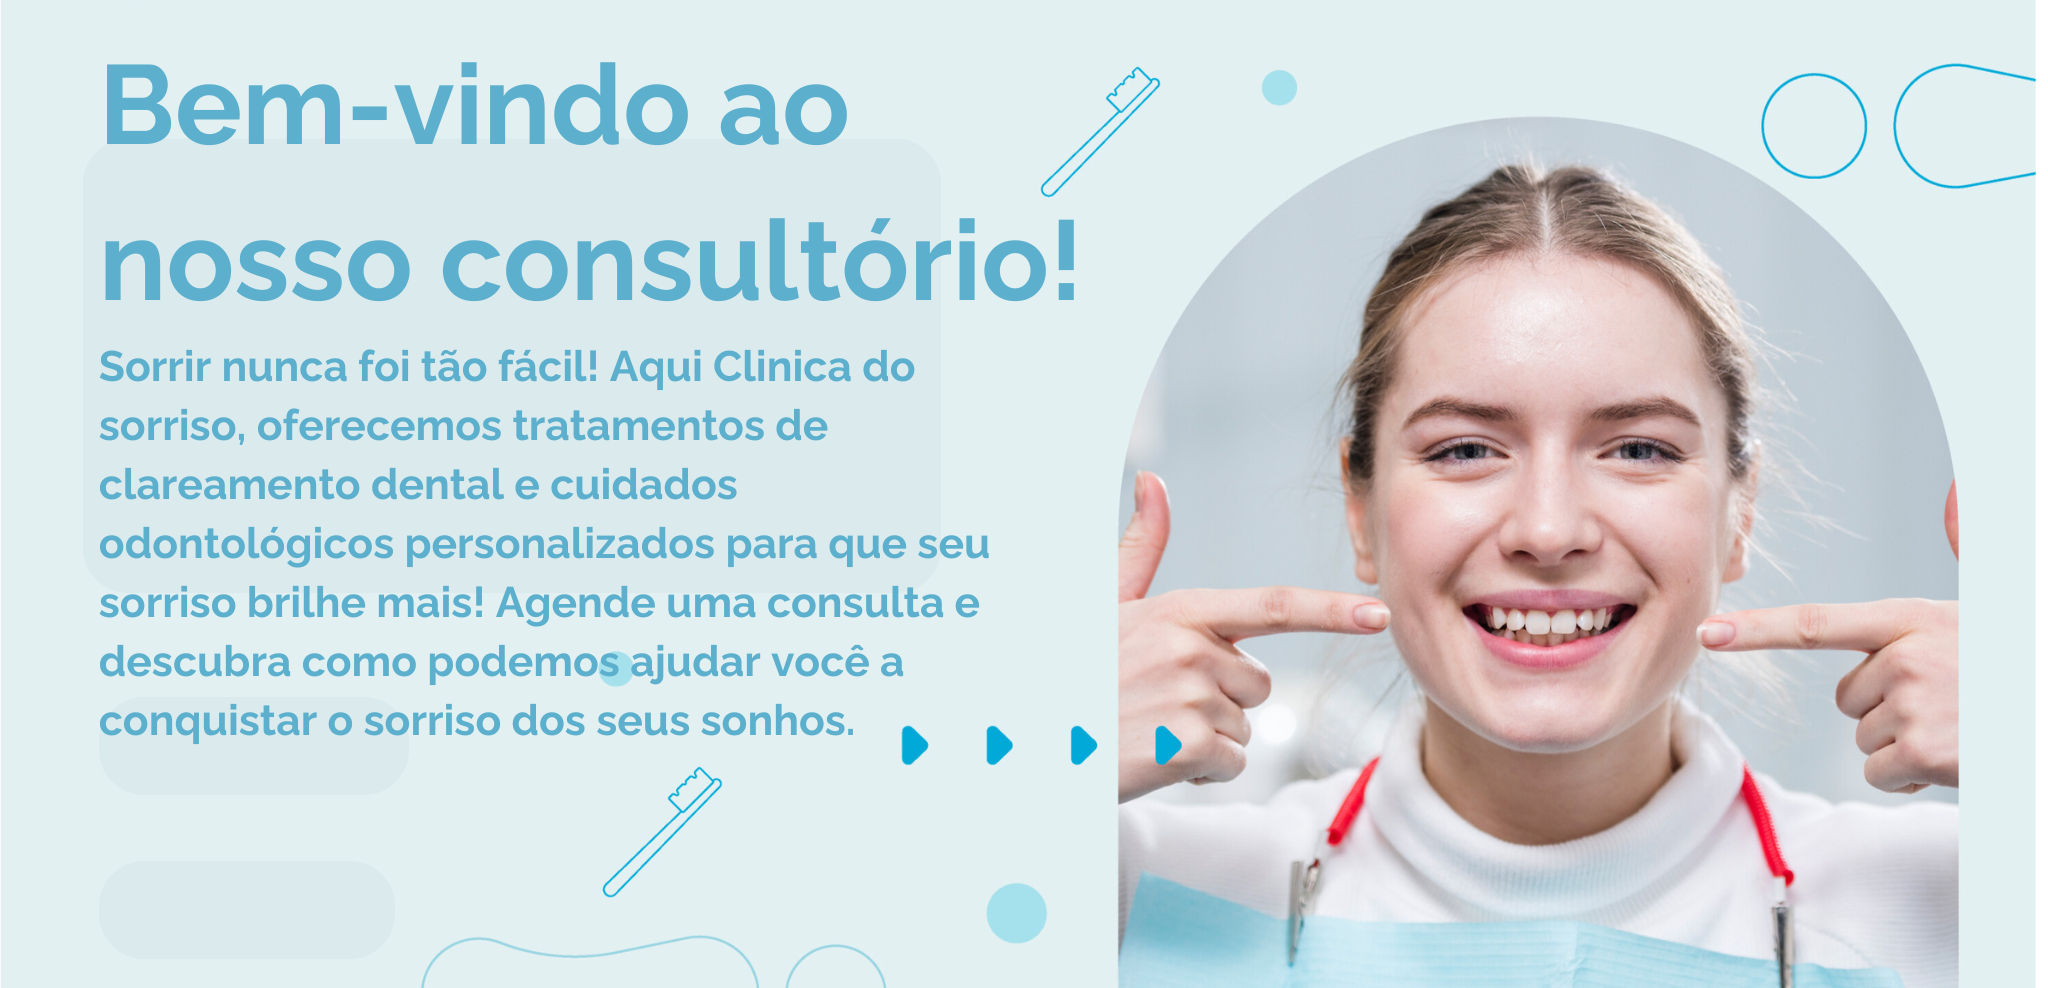 Bem-vindo ao
nosso consultório!
Sorrir nunca foi tão fácil! Aqui Clinica do
sorriso, oferecemos tratamentos de
clareamento dental e cuidados
odontológicos personalizados para que seu
sorriso brilhe mais! Agende uma consulta e
descubra como podemos ajudar você a
conquistar o sorriso dos seus sonhos.